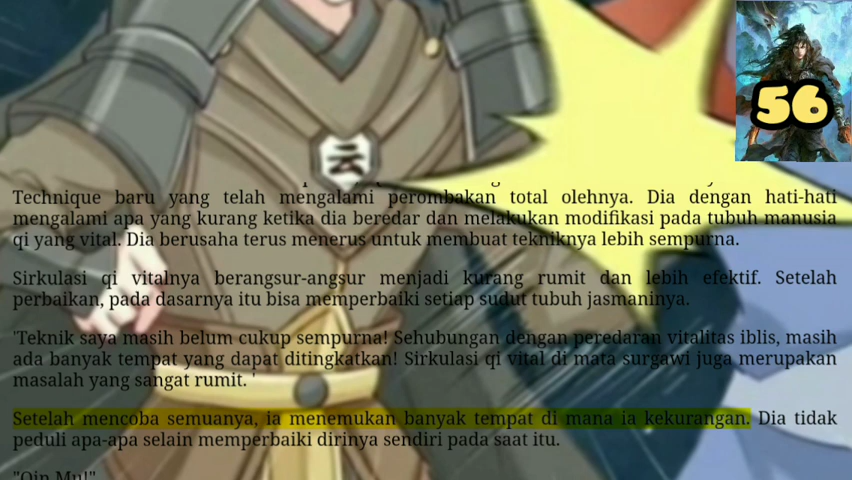 56
云
Technique baru yang telah mengalami perombakan total olehnya. Dia dengan hati-hati
mengalami apa yang kurang ketika dia beredar dan melakukan modifikasi pada tubuh manusia
qi yang vital. Dia berusaha terus menerus untuk membuat tekniknya lebih sempurna.
Sirkulasi qi vitalnya berangsur-angsur menjadi kurang rumit dan lebih efektif. Setelah
perbaikan, pada dasarnya itu bisa memperbaiki setiap sudut tubuh jasmaninya.
'Teknik saya masih belum cukup sempurna! Sehubungan dengan peredaran vitalitas iblis, masih
ada banyak tempat yang dapat ditingkatkan! Sirkulasi qi vital di mata surgawi juga merupakan
masalah yang sangat rumit. '
Setelah mencoba semuanya, ia menemukan banyak tempat di mana ia kekurangan. Dia tidak
peduli apa-apa selain memperbaiki dirinya sendiri pada saat itu.
"Qin Mu!"